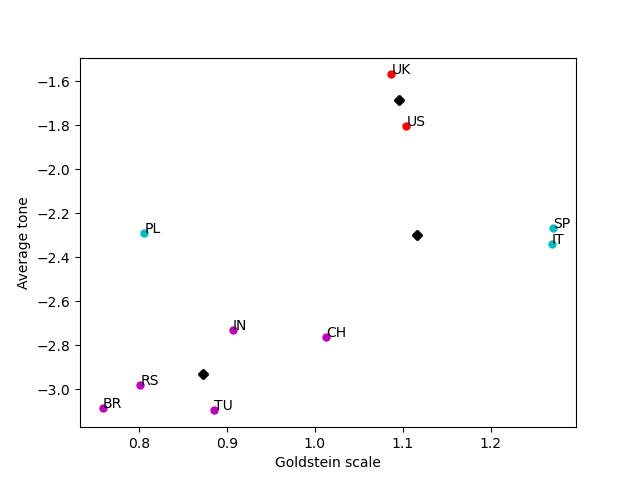 UK
−1.6
US
−1.8
−2.0
SP
−2.2
PL
IT
−2.4
−2.6
IN
CH
−2.8
RS
−3.0
BR
TU
0.8 0.9 1.0 1.1 1.2
Goldstein scale
Average tone